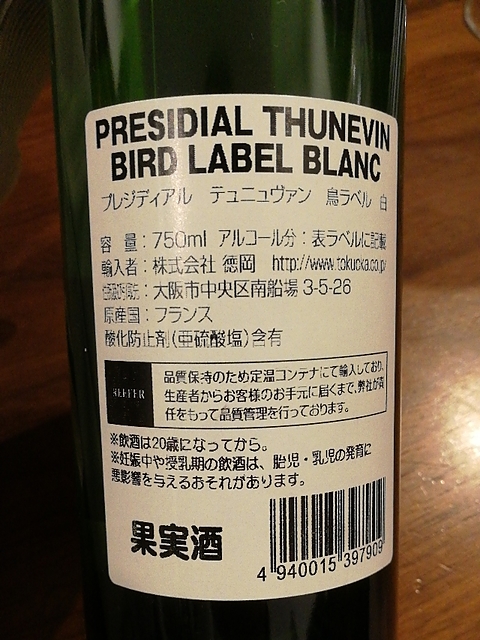 PRESIDIAL THUNEVIN
BIRD LABEL BLANC
プレジディアル テュニュヴァン 鳥ラベル 白
容 量：750ml アルコール分：表ラベルに記載
輸入者：株式会社 徳岡 http://www.tokuoka.co.jp/
住所及び引取先：大阪市中央区南船場 3-5-26
原産国：フランス
酸化防止剤(亜硫酸塩)含有
REEFER
品質保持のため定温コンテナにて輸入しており、
生産者からお客様のお手元に届くまで、弊社が責
任をもって品質管理を行っております。
※飲酒は20歳になってから。
※妊娠中や授乳期の飲酒は、胎児・乳児の発育に
悪影響を与えるおそれがあります。
果実酒
4 940015 397909